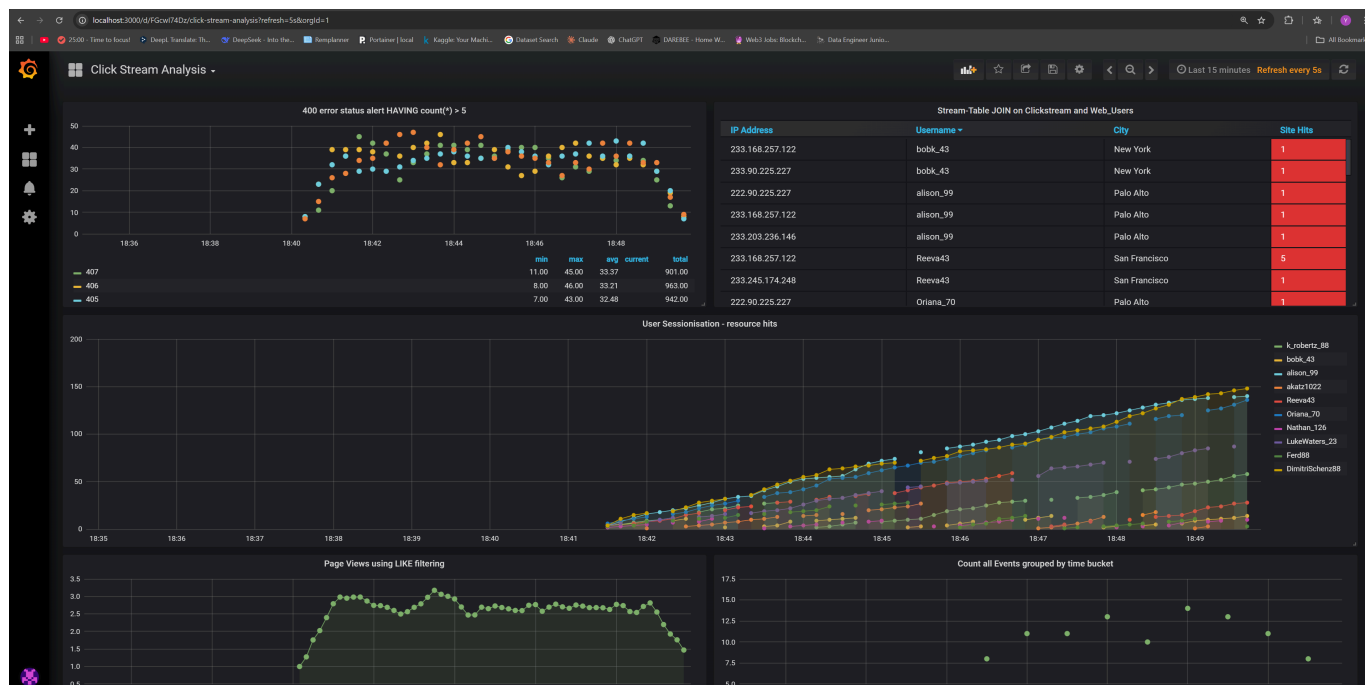 localhost:3000/d/FGcwl74Dz/click-stream-analysis?refresh=5s&orgId=1
25:00 - Time to focus! DeepL Translate: Th... DeepSeek - Into the... Remplanner Portainer | local Kaggle: Your Machi... Dataset Search Claude ChatGPT DAREBEE - Home W... Web3 Jobs: Blockch... Data Engineer Junio... All Bookmark
Click Stream Analysis
Last 15 minutes Refresh every 5s
400 error status alert HAVING count(*) > 5
50
40
30
20
10
0
18:36 18:38 18:40 18:42 18:44 18:46 18:48
min max avg current total
407 11.00 45.00 33.37 901.00
406 8.00 46.00 33.21 963.00
405 7.00 43.00 32.48 942.00
Stream-Table JOIN on Clickstream and Web_Users
IP Address Username City Site Hits
233.168.257.122 bobk_43 New York 1
233.90.225.227 bobk_43 New York 1
222.90.225.227 alison_99 Palo Alto 1
233.168.257.122 alison_99 Palo Alto 1
233.203.236.146 alison_99 Palo Alto 1
233.168.257.122 Reeva43 San Francisco 5
233.245.174.248 Reeva43 San Francisco 1
222.90.225.227 Oriana_70 Palo Alto 1
User Sessionisation - resource hits
200
150
100
50
0
18:35 18:36 18:37 18:38 18:39 18:40 18:41 18:42 18:43 18:44 18:45 18:46 18:47 18:48 18:49
k_robertz_88
bobk_43
alison_99
akatz1022
Reeva43
Oriana_70
Nathan_126
LukeWaters_23
Ferd88
DimitriSchenz88
Page Views using LIKE filtering
3.5
3.0
2.5
2.0
1.5
1.0
0.5
Count all Events grouped by time bucket
17.5
15.0
12.5
10.0
7.5
5.0